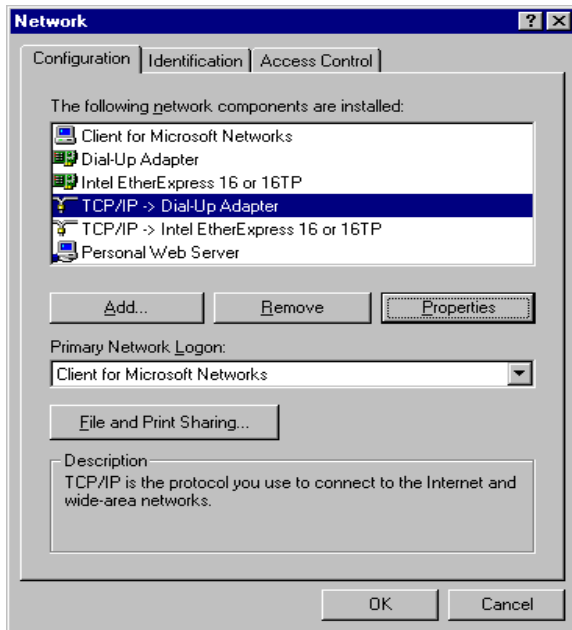 Network
Configuration
Identification
Access Control
The following network components are installed:
Client for Microsoft Networks
Dial-Up Adapter
Intel EtherExpress 16 or 16TP
TCP/IP -> Dial-Up Adapter
TCP/IP -> Intel EtherExpress 16 or 16TP
Personal Web Server
Add...
Remove
Properties
Primary Network Logon:
Client for Microsoft Networks
File and Print Sharing...
Description
TCP/IP is the protocol you use to connect to the Internet and
wide-area networks.
OK
Cancel